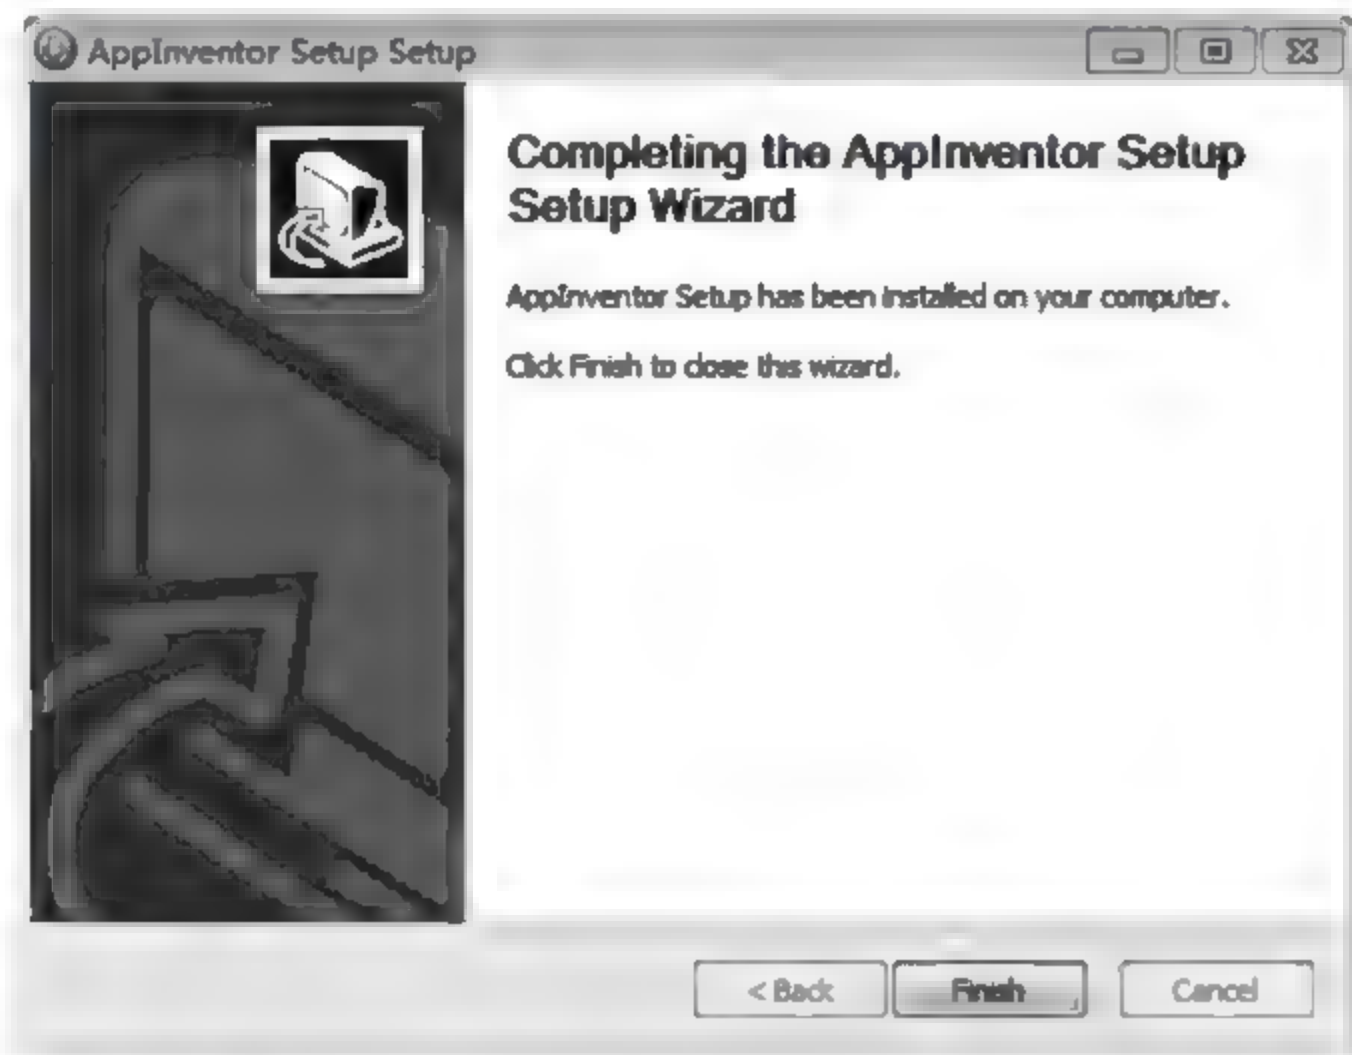 AppInventor Setup Setup
Completing the AppInventor Setup
Setup Wizard
AppInventor Setup has been installed on your computer.
Click Finish to close this wizard.
< Back
Finish
Cancel